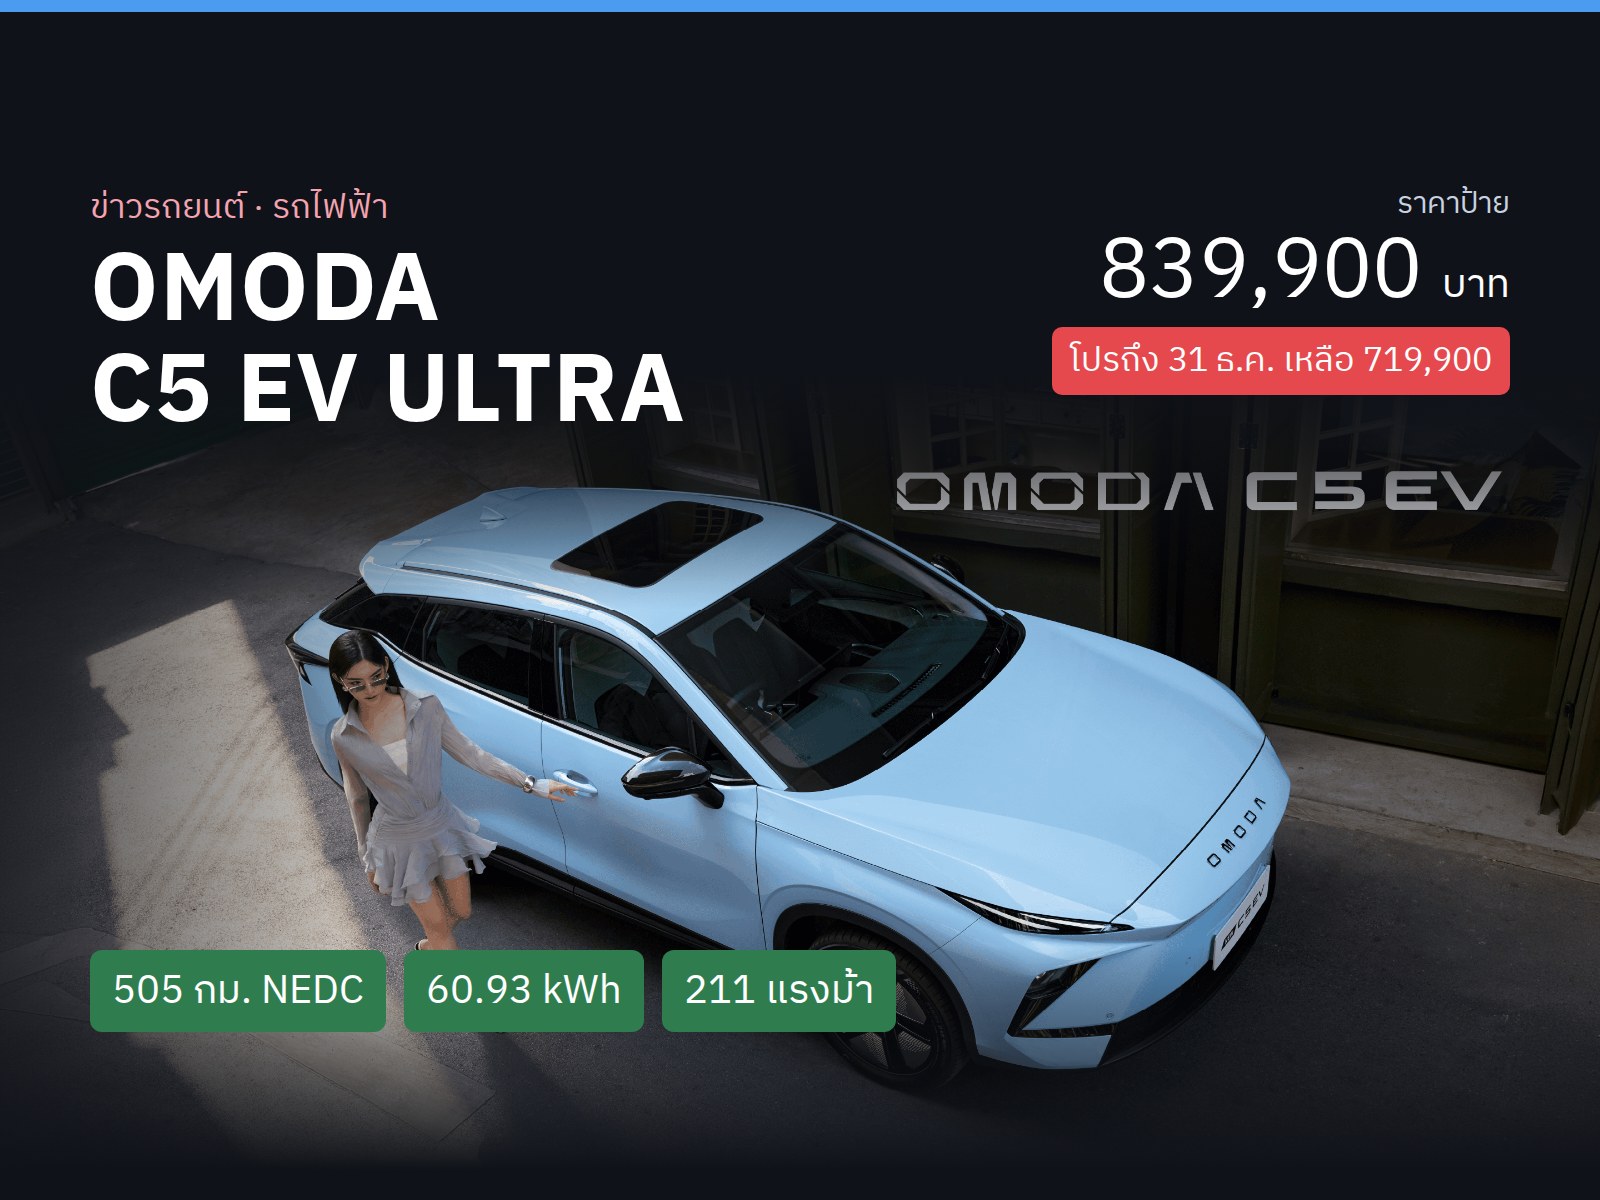 ข่าวรถยนต์ · รถไฟฟ้า
OMODA
C5 EV ULTRA
ราคาป้าย
839,900 บาท
โปรถึง 31 ธ.ค. เหลือ 719,900
OMODA C5 EV
OMODA
C5 EV
505 กม. NEDC
60.93 kWh
211 แรงม้า